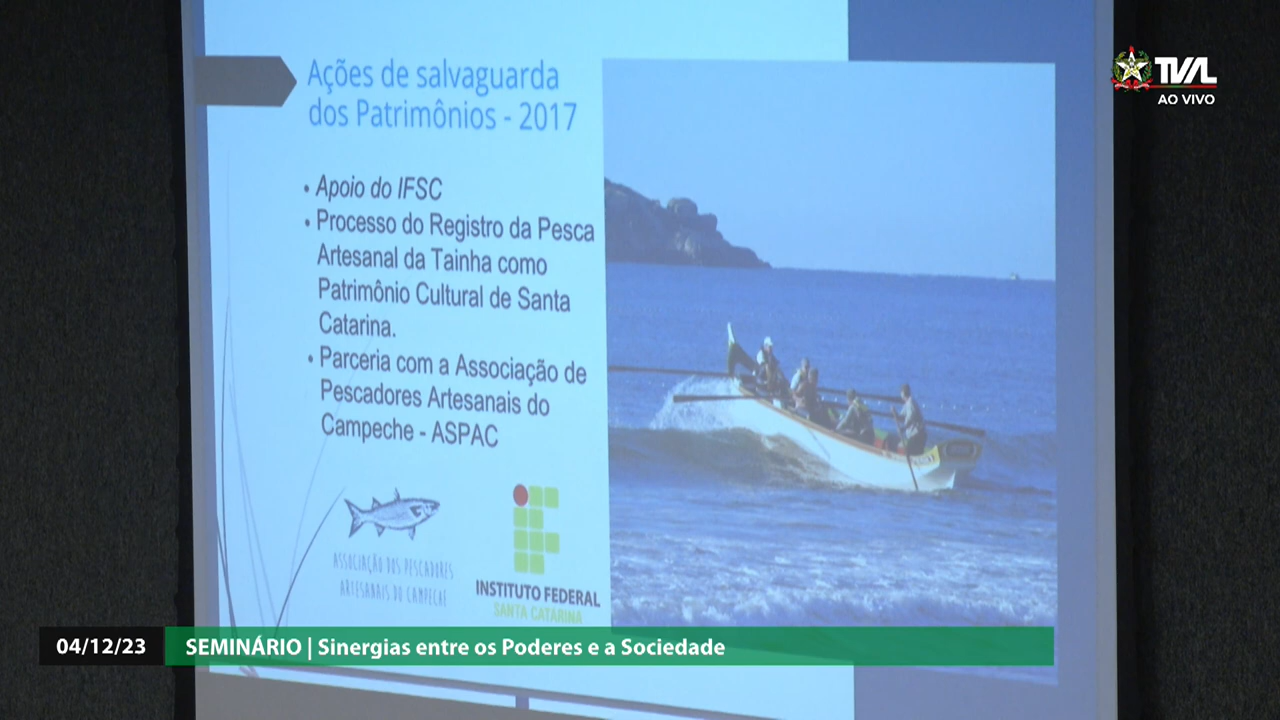 Ações de salvaguarda
dos Patrimônios - 2017
• Apoio do IFSC
• Processo do Registro da Pesca
Artesanal da Tainha como
Patrimônio Cultural de Santa
Catarina.
• Parceria com a Associação de
Pescadores Artesanais do
Campeche - ASPAC
ASSOCIAÇÃO DOS PESCADORES
ARTESANAIS DO CAMPECHE
INSTITUTO FEDERAL
SANTA CATARINA
TVAL
AO VIVO
04/12/23
SEMINÁRIO | Sinergias entre os Poderes e a Sociedade